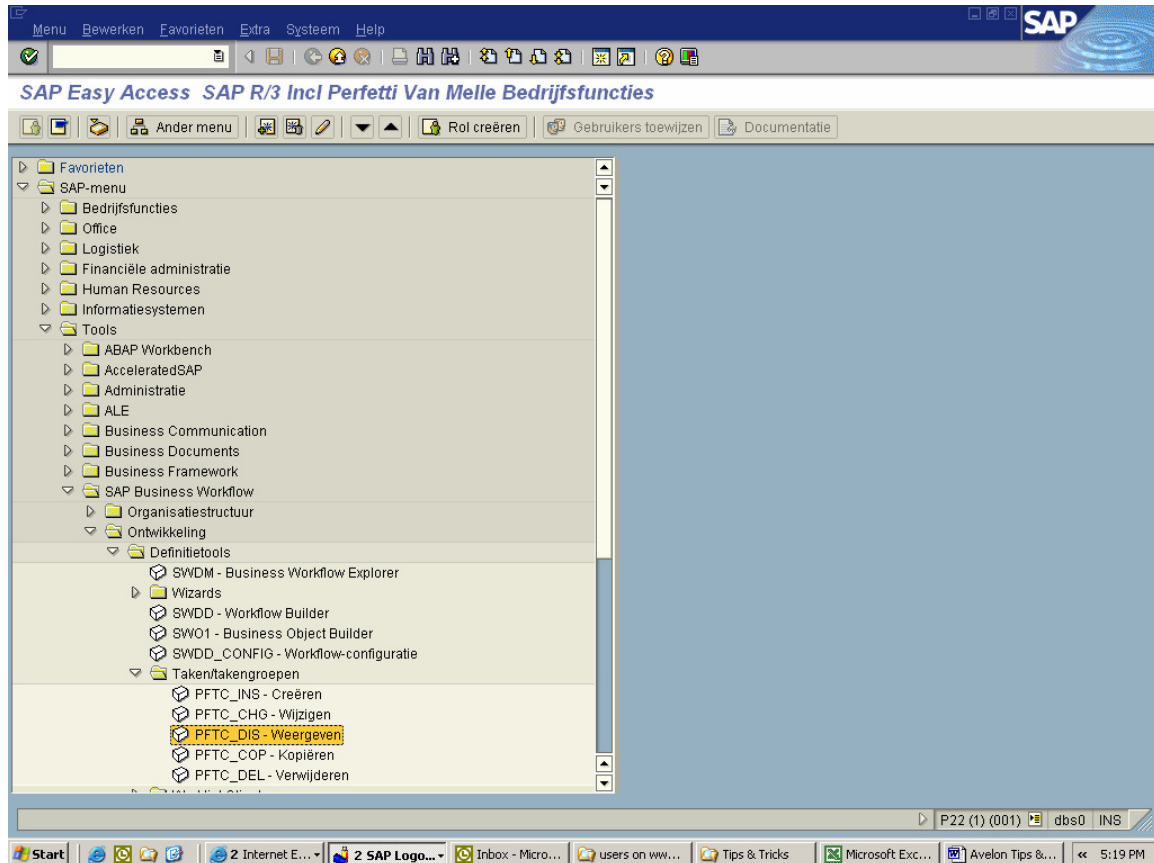 Menu Bewerken Favorieten Extra Systeem Help
SAP
SAP Easy Access SAP R/3 Incl Perfetti Van Melle Bedrijfsfuncties
Ander menu Rol creëren Gebruikers toewijzen Documentatie
Favorieten
SAP-menu
Bedrijfsfuncties
Office
Logistiek
Financiële administratie
Human Resources
Informatiesystemen
Tools
ABAP Workbench
AcceleratedSAP
Administratie
ALE
Business Communication
Business Documents
Business Framework
SAP Business Workflow
Organisatiestructuur
Ontwikkeling
Definitietools
SWDM - Business Workflow Explorer
Wizards
SWDD - Workflow Builder
SWO1 - Business Object Builder
SWDD_CONFIG - Workflow-configuratie
Taken/takengroepen
PFTC_INS - Creëren
PFTC_CHG - Wijzigen
PFTC_DIS - Weergeven
PFTC_COP - Kopiëren
PFTC_DEL - Verwijderen
P22 (1) (001) dbs0 INS
Start 2 Internet E... 2 SAP Logo... Inbox - Micro... users on ww... Tips & Tricks Microsoft Exc... Avelon Tips &... « 5:19 PM